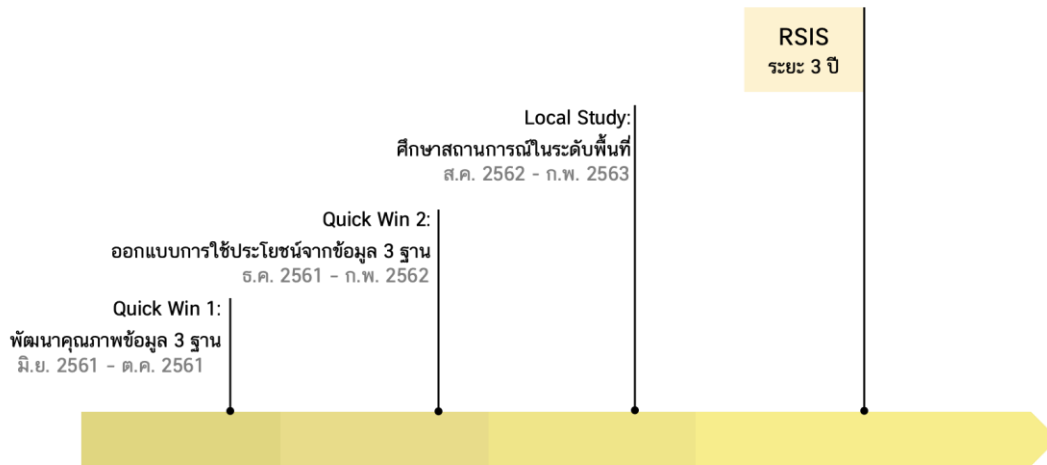 RSIS
ระยะ 3 ปี
Local Study:
ศึกษาสถานการณ์ในระดับพื้นที่
ส.ค. 2562 - ก.พ. 2563
Quick Win 2:
ออกแบบการใช้ประโยชน์จากข้อมูล 3 ฐาน
ธ.ค. 2561 - ก.พ. 2562
Quick Win 1:
พัฒนาคุณภาพข้อมูล 3 ฐาน
มิ.ย. 2561 - ต.ค. 2561